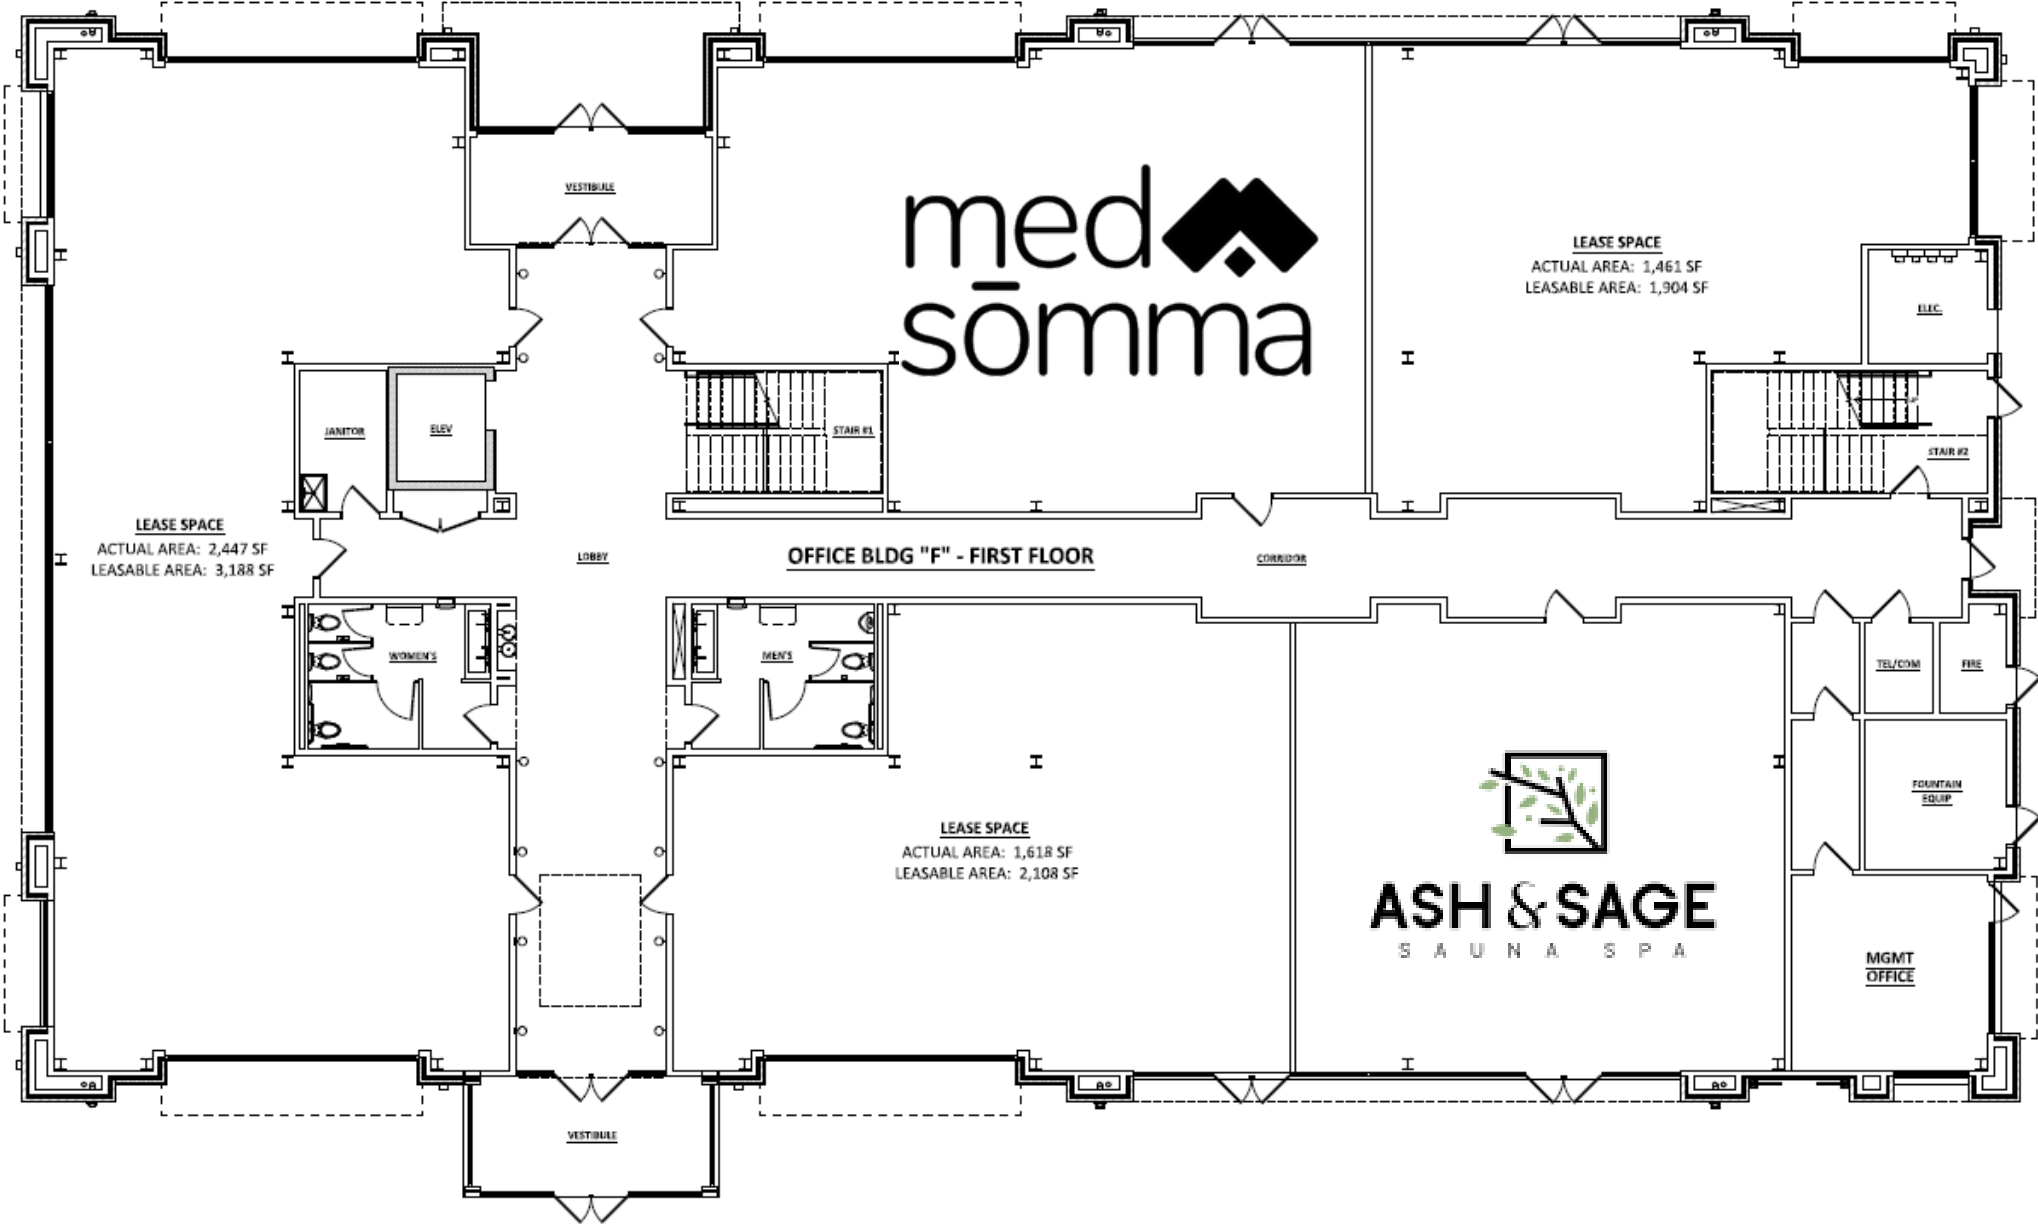 VESTIBULE
med
sōmma
LEASE SPACE
ACTUAL AREA: 1,461 SF
LEASABLE AREA: 1,904 SF
ELEC.
JANITOR
ELEV
STAIR #1
UP
STAIR #2
LEASE SPACE
ACTUAL AREA: 2,447 SF
LEASABLE AREA: 3,188 SF
LOBBY
OFFICE BLDG "F" - FIRST FLOOR
CORRIDOR
WOMEN'S
MEN'S
TEL/COM
FIRE
FOUNTAIN
EQUIP
LEASE SPACE
ACTUAL AREA: 1,618 SF
LEASABLE AREA: 2,108 SF
ASH & SAGE
SAUNA SPA
MGMT
OFFICE
VESTIBULE